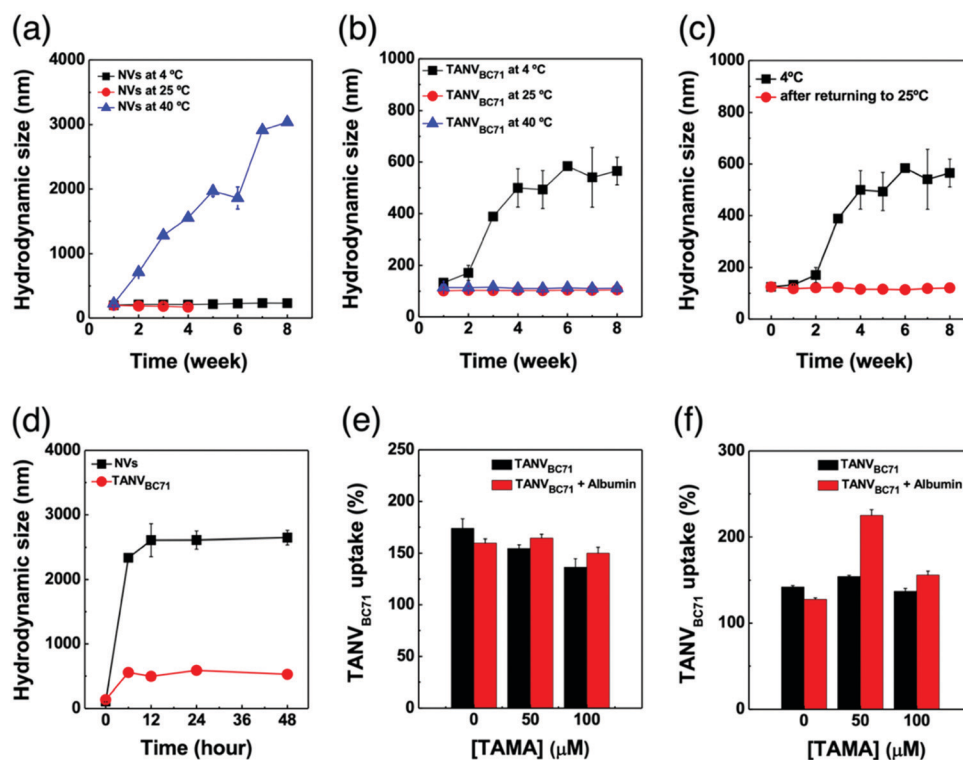 (a)
Hydrodynamic size (nm)
4000
3000
2000
1000
0
0 2 4 6 8
Time (week)
NVs at 4 ºC
NVs at 25 ºC
NVs at 40 ºC
(b)
Hydrodynamic size (nm)
1000
800
600
400
200
0
0 2 4 6 8
Time (week)
TANVBC71 at 4 ºC
TANVBC71 at 25 ºC
TANVBC71 at 40 ºC
(c)
Hydrodynamic size (nm)
1000
800
600
400
200
0
0 2 4 6 8
Time (week)
4ºC
after returning to 25ºC
(d)
Hydrodynamic size (nm)
4000
3000
2000
1000
0
0 12 24 36 48
Time (hour)
NVs
TANVBC71
(e)
TANVBC71 uptake (%)
250
200
150
100
50
0
0 50 100
[TAMA] (μM)
TANVBC71
TANVBC71 + Albumin
(f)
TANVBC71 uptake (%)
300
200
100
0
0 50 100
[TAMA] (μM)
TANVBC71
TANVBC71 + Albumin